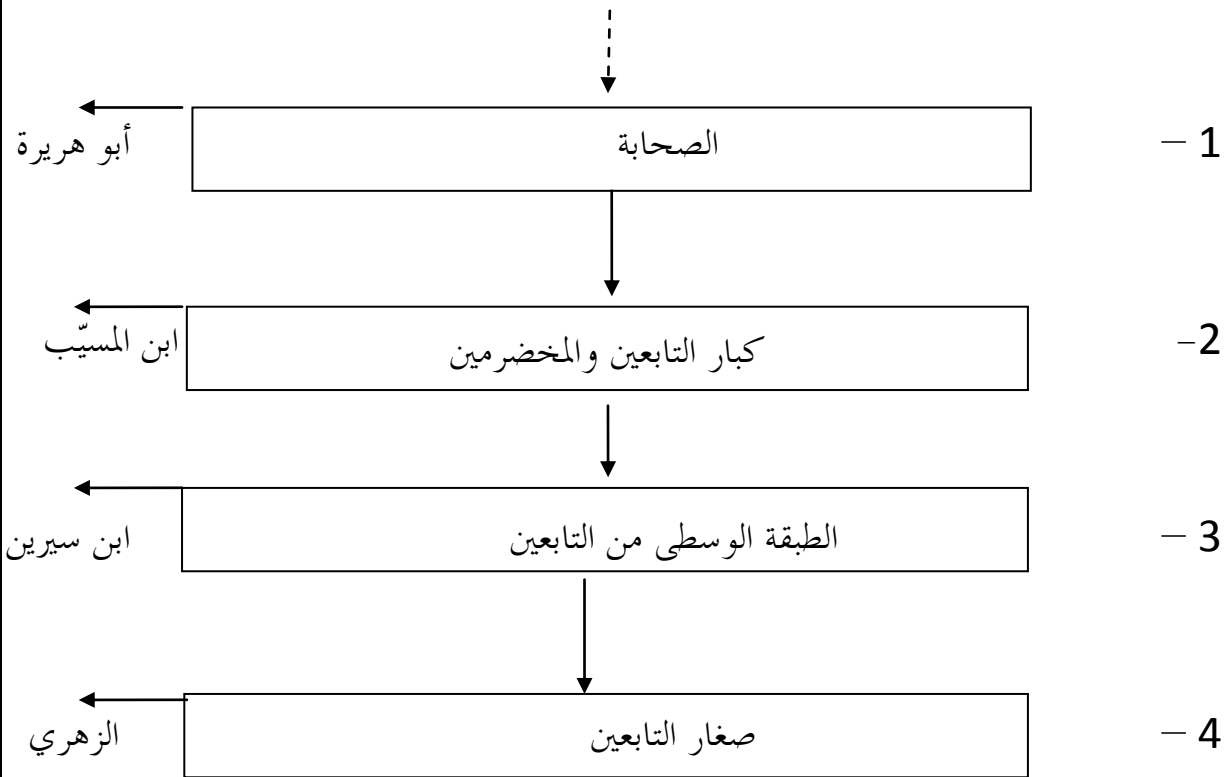 1 – الصحابة أبو هريرة
2– كبار التابعين والمخضرمين ابن المسيّب
3 – الطبقة الوسطى من التابعين ابن سيرين
4 – صغار التابعين الزهري